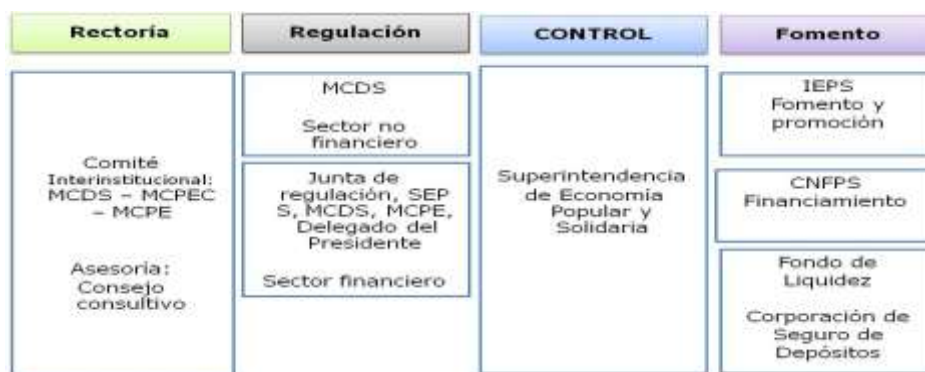 Rectoría
Regulación
CONTROL
Fomento
Comité
Interinstitucional:
MCDS – MCPEC
– MCPE
Asesoría:
Consejo
consultivo
MCDS
Sector no
financiero
Junta de
regulación, SEP
S, MCDS, MCPE,
Delegado del
Presidente
Sector financiero
Superintendencia
de Economía
Popular y
Solidaria
IEPS
Fomento y
promoción
CNFPS
Financiamiento
Fondo de
Liquidez
Corporación de
Seguro de
Depósitos